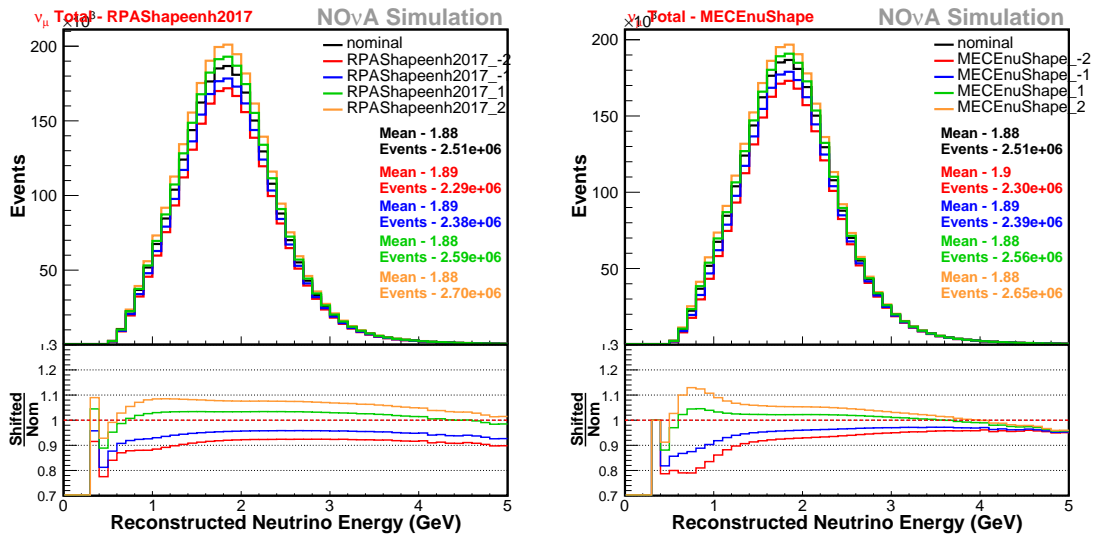 ν_μ Total - RPAShapeenh2017
NOνA Simulation
×10³
nominal
RPAShapeenh2017_-2
RPAShapeenh2017_-1
RPAShapeenh2017_1
RPAShapeenh2017_2
Mean - 1.88
Events - 2.51e+06
Mean - 1.89
Events - 2.29e+06
Mean - 1.89
Events - 2.38e+06
Mean - 1.88
Events - 2.59e+06
Mean - 1.88
Events - 2.70e+06
Events
200
150
100
50
1.3
1.2
1.1
1
0.9
0.8
0.7
Shifted
Nom
0 1 2 3 4 5
Reconstructed Neutrino Energy (GeV)
ν_μ Total - MECEnuShape
NOνA Simulation
×10³
nominal
MECEnuShape_-2
MECEnuShape_-1
MECEnuShape_1
MECEnuShape_2
Mean - 1.88
Events - 2.51e+06
Mean - 1.9
Events - 2.30e+06
Mean - 1.89
Events - 2.39e+06
Mean - 1.88
Events - 2.56e+06
Mean - 1.88
Events - 2.65e+06
Events
200
150
100
50
1.3
1.2
1.1
1
0.9
0.8
0.7
Shifted
Nom
0 1 2 3 4 5
Reconstructed Neutrino Energy (GeV)